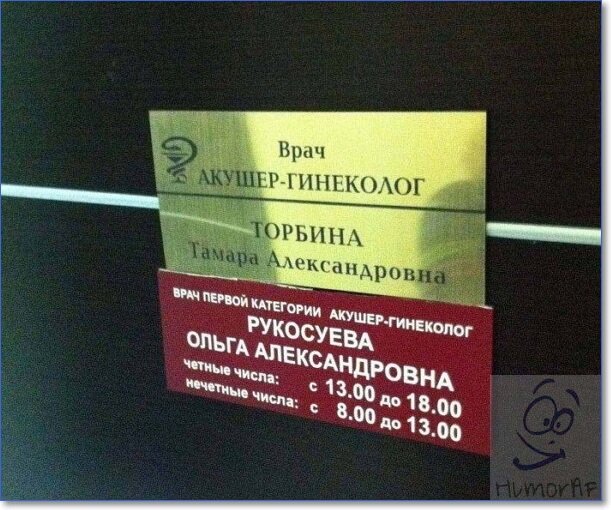 Врач
АКУШЕР-ГИНЕКОЛОГ
ТОРБИНА
Тамара Александровна
ВРАЧ ПЕРВОЙ КАТЕГОРИИ АКУШЕР-ГИНЕКОЛОГ
РУКОСУЕВА
ОЛЬГА АЛЕКСАНДРОВНА
четные числа: с 13.00 до 18.00
нечетные числа: с 8.00 до 13.00
HumorAF